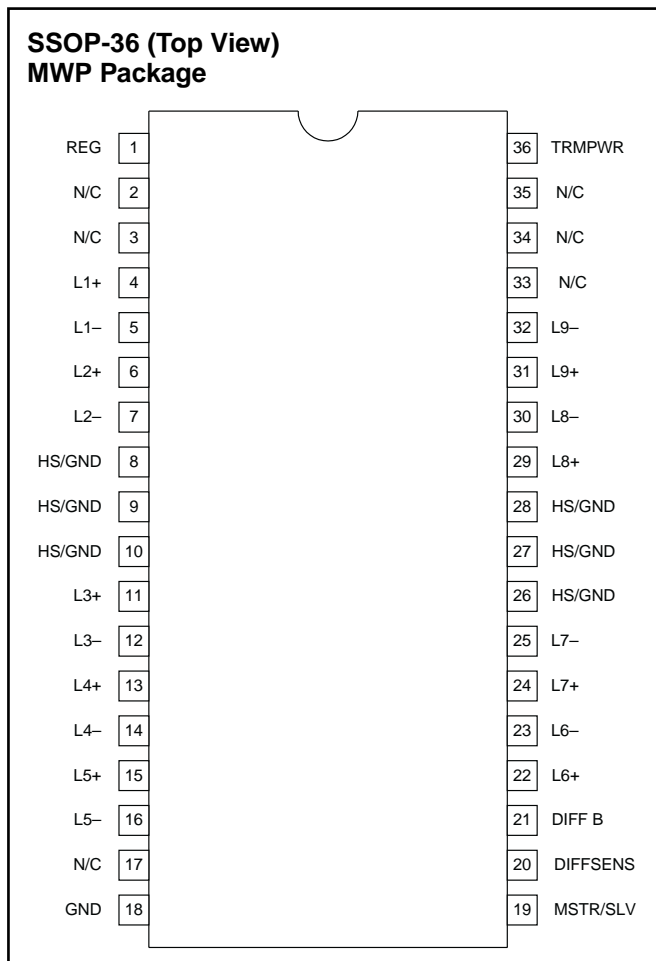 SSOP-36 (Top View)
MWP Package
REG 1 36 TRMPWR
N/C 2 35 N/C
N/C 3 34 N/C
L1+ 4 33 N/C
L1– 5 32 L9–
L2+ 6 31 L9+
L2– 7 30 L8–
HS/GND 8 29 L8+
HS/GND 9 28 HS/GND
HS/GND 10 27 HS/GND
L3+ 11 26 HS/GND
L3– 12 25 L7–
L4+ 13 24 L7+
L4– 14 23 L6–
L5+ 15 22 L6+
L5– 16 21 DIFF B
N/C 17 20 DIFFSENS
GND 18 19 MSTR/SLV